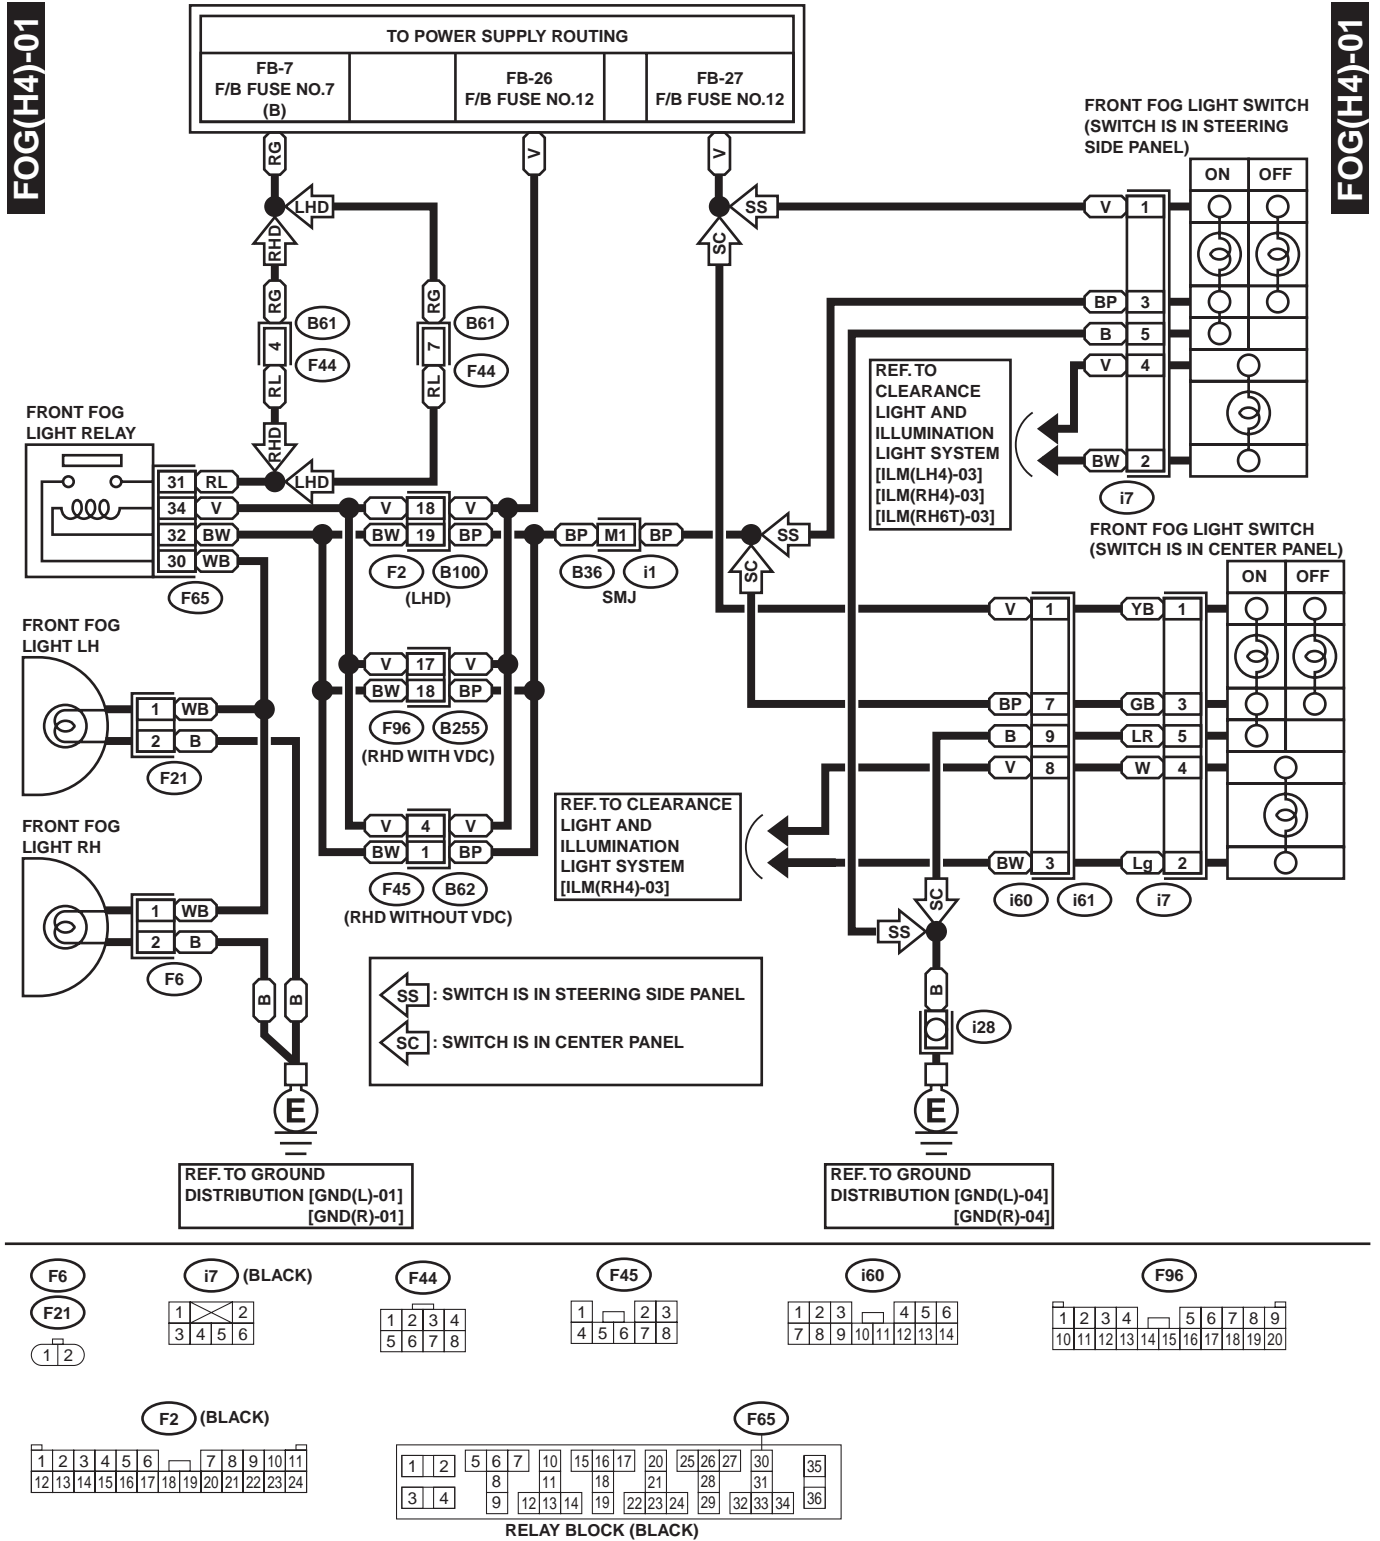 FOG(H4)-01
FOG(H4)-01
TO POWER SUPPLY ROUTING
FB-7
F/B FUSE NO.7
(B)
FB-26
F/B FUSE NO.12
FB-27
F/B FUSE NO.12
RG
V
V
FRONT FOG LIGHT SWITCH
(SWITCH IS IN STEERING
SIDE PANEL)
ON OFF
LHD
RHD
SS
SC
V 1
RG
4
RL
B61
F44
RG
7
RL
B61
F44
BP 3
B 5
V 4
BW 2
i7
REF. TO
CLEARANCE
LIGHT AND
ILLUMINATION
LIGHT SYSTEM
[ILM(LH4)-03]
[ILM(RH4)-03]
[ILM(RH6T)-03]
FRONT FOG
LIGHT RELAY
RHD
LHD
31 RL
34 V
32 BW
30 WB
F65
V 18 V
BW 19 BP
F2 B100
(LHD)
BP M1 BP
B36 i1
SMJ
SS
SC
FRONT FOG LIGHT SWITCH
(SWITCH IS IN CENTER PANEL)
ON OFF
FRONT FOG
LIGHT LH
1 WB
2 B
F21
V 17 V
BW 18 BP
F96 B255
(RHD WITH VDC)
V 1 YB 1
BP 7 GB 3
B 9 LR 5
V 8 W 4
BW 3 Lg 2
i60 i61 i7
REF. TO CLEARANCE
LIGHT AND
ILLUMINATION
LIGHT SYSTEM
[ILM(RH4)-03]
FRONT FOG
LIGHT RH
1 WB
2 B
F6
V 4 V
BW 1 BP
F45 B62
(RHD WITHOUT VDC)
SC
SS
B
i28
B B
SS : SWITCH IS IN STEERING SIDE PANEL
SC : SWITCH IS IN CENTER PANEL
E
E
REF. TO GROUND
DISTRIBUTION [GND(L)-01]
[GND(R)-01]
REF. TO GROUND
DISTRIBUTION [GND(L)-04]
[GND(R)-04]
F6
F21
1 2
i7 (BLACK)
1 2
3 4 5 6
F44
1 2 3 4
5 6 7 8
F45
1 2 3
4 5 6 7 8
i60
1 2 3 4 5 6
7 8 9 10 11 12 13 14
F96
1 2 3 4 5 6 7 8 9
10 11 12 13 14 15 16 17 18 19 20
F2 (BLACK)
1 2 3 4 5 6 7 8 9 10 11
12 13 14 15 16 17 18 19 20 21 22 23 24
F65
1 2 5 6 7 10 15 16 17 20 25 26 27 30 35
8 11 18 21 28 31
3 4 9 12 13 14 19 22 23 24 29 32 33 34 36
RELAY BLOCK (BLACK)